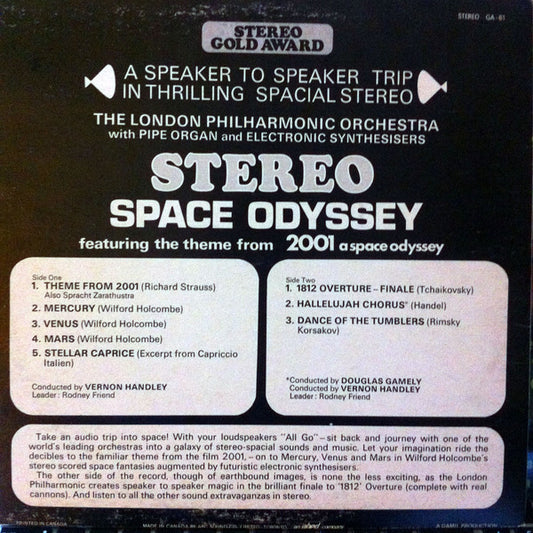 STEREO GA-81
STEREO
GOLD AWARD
A SPEAKER TO SPEAKER TRIP
IN THRILLING SPACIAL STEREO
THE LONDON PHILHARMONIC ORCHESTRA
with PIPE ORGAN and ELECTRONIC SYNTHESISERS
STEREO
SPACE ODYSSEY
featuring the theme from 2001 a space odyssey
Side One
1. THEME FROM 2001 (Richard Strauss)
Also Spracht Zarathustra
2. MERCURY (Wilford Holcombe)
3. VENUS (Wilford Holcombe)
4. MARS (Wilford Holcombe)
5. STELLAR CAPRICE (Excerpt from Capriccio
Italien)
Conducted by VERNON HANDLEY
Leader: Rodney Friend
Side Two
1. 1812 OVERTURE – FINALE (Tchaikovsky)
2. HALLELUJAH CHORUS* (Handel)
3. DANCE OF THE TUMBLERS (Rimsky
Korsakov)
*Conducted by DOUGLAS GAMELY
Conducted by VERNON HANDLEY
Leader: Rodney Friend
Take an audio trip into space! With your loudspeakers "All Go" – sit back and journey with one of the
world's leading orchestras into a galaxy of stereo-spacial sounds and music. Let your imagination ride the
decibles to the familiar theme from the film 2001, – on to Mercury, Venus and Mars in Wilford Holcombe's
stereo scored space fantasies augmented by futuristic electronic synthesisers.
The other side of the record, though of earthbound images, is none the less exciting, as the London
Philharmonic creates speaker to speaker magic in the brilliant finale to '1812' Overture (complete with real
cannons). And listen to all the other sound extravaganzas in stereo.
PRINTED IN CANADA
MADE IN CANADA BY LIMITED, TORONTO, an company
A DAMIL PRODUCTION